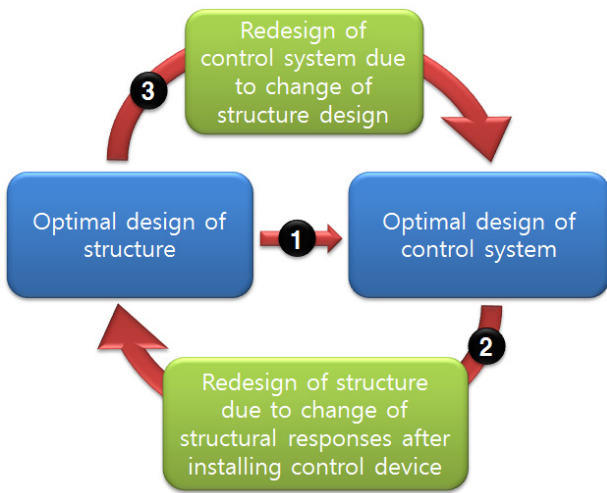 Redesign of
control system due
to change of
structure design
3
Optimal design of
structure
1
Optimal design of
control system
2
Redesign of structure
due to change of
structural responses after
installing control device